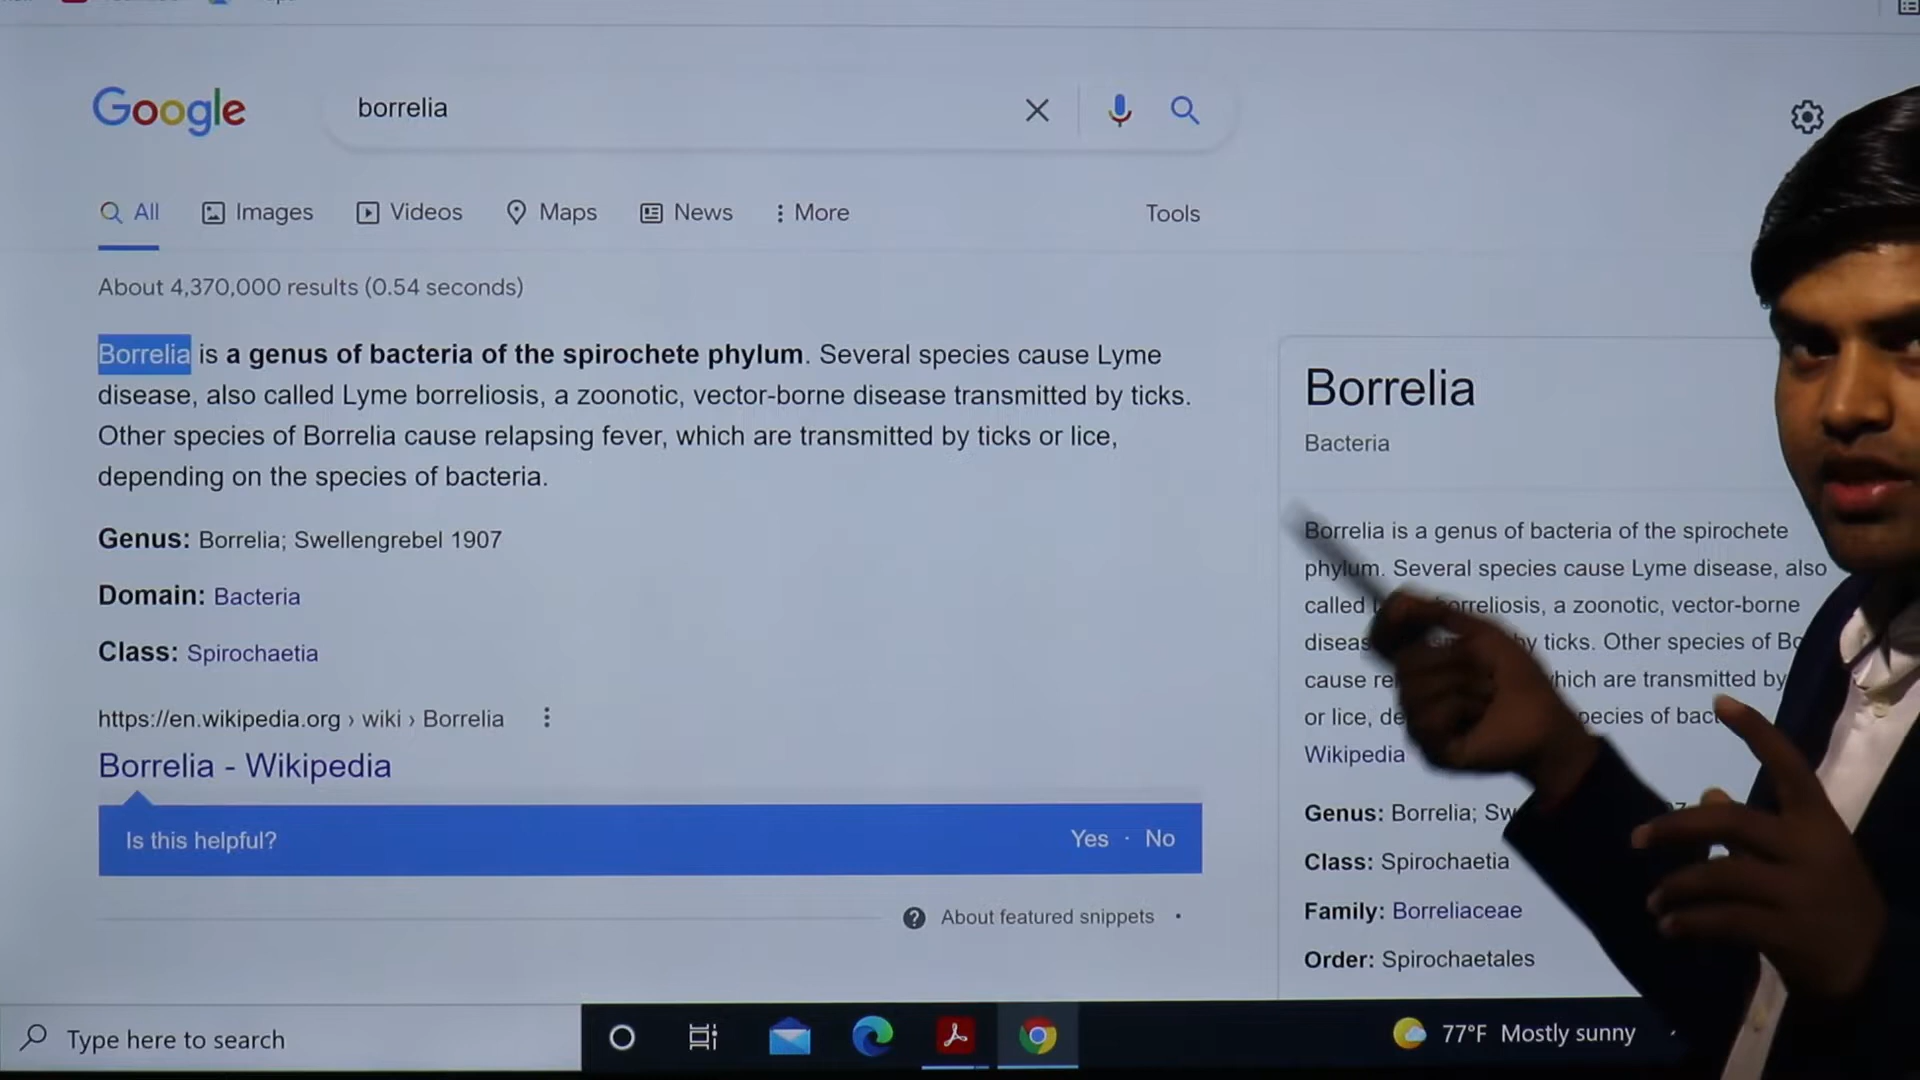 Google
borrelia
All Images Videos Maps News More Tools
About 4,370,000 results (0.54 seconds)
Borrelia is a genus of bacteria of the spirochete phylum. Several species cause Lyme
disease, also called Lyme borreliosis, a zoonotic, vector-borne disease transmitted by ticks.
Other species of Borrelia cause relapsing fever, which are transmitted by ticks or lice,
depending on the species of bacteria.
Genus: Borrelia; Swellengrebel 1907
Domain: Bacteria
Class: Spirochaetia
https://en.wikipedia.org › wiki › Borrelia
Borrelia - Wikipedia
Is this helpful? Yes · No
About featured snippets
Borrelia
Bacteria
Borrelia is a genus of bacteria of the spirochete
phylum. Several species cause Lyme disease, also
called borreliosis, a zoonotic, vector-borne
by ticks. Other species of
cause which are transmitted by
or lice, of
Wikipedia
Genus: Borrelia;
Class: Spirochaetia
Family: Borreliaceae
Order: Spirochaetales
Type here to search
77°F Mostly sunny